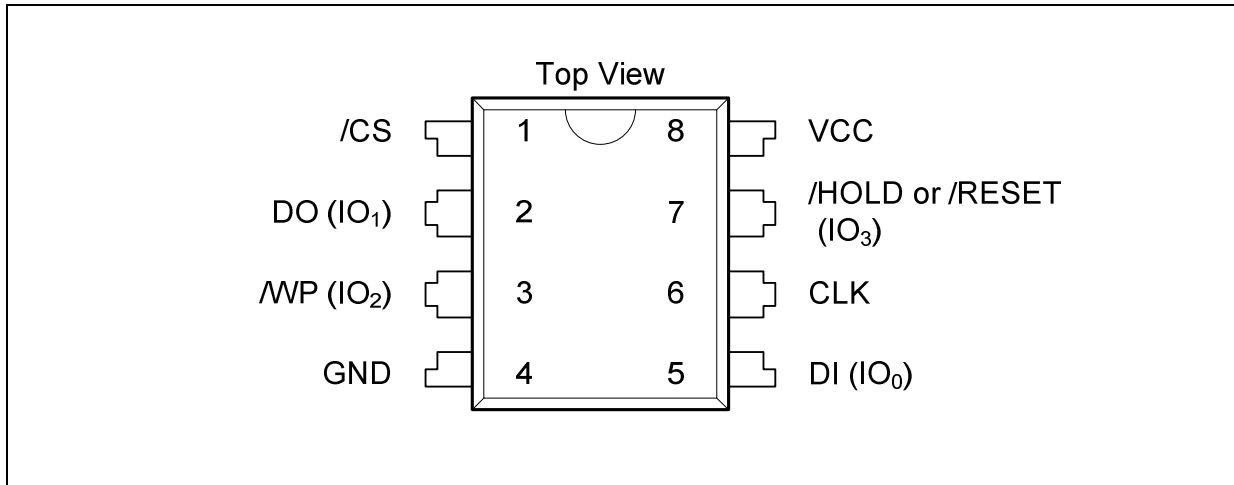 Top View
/CS 1 8 VCC
DO (IO₁) 2 7 /HOLD or /RESET
(IO₃)
/WP (IO₂) 3 6 CLK
GND 4 5 DI (IO₀)